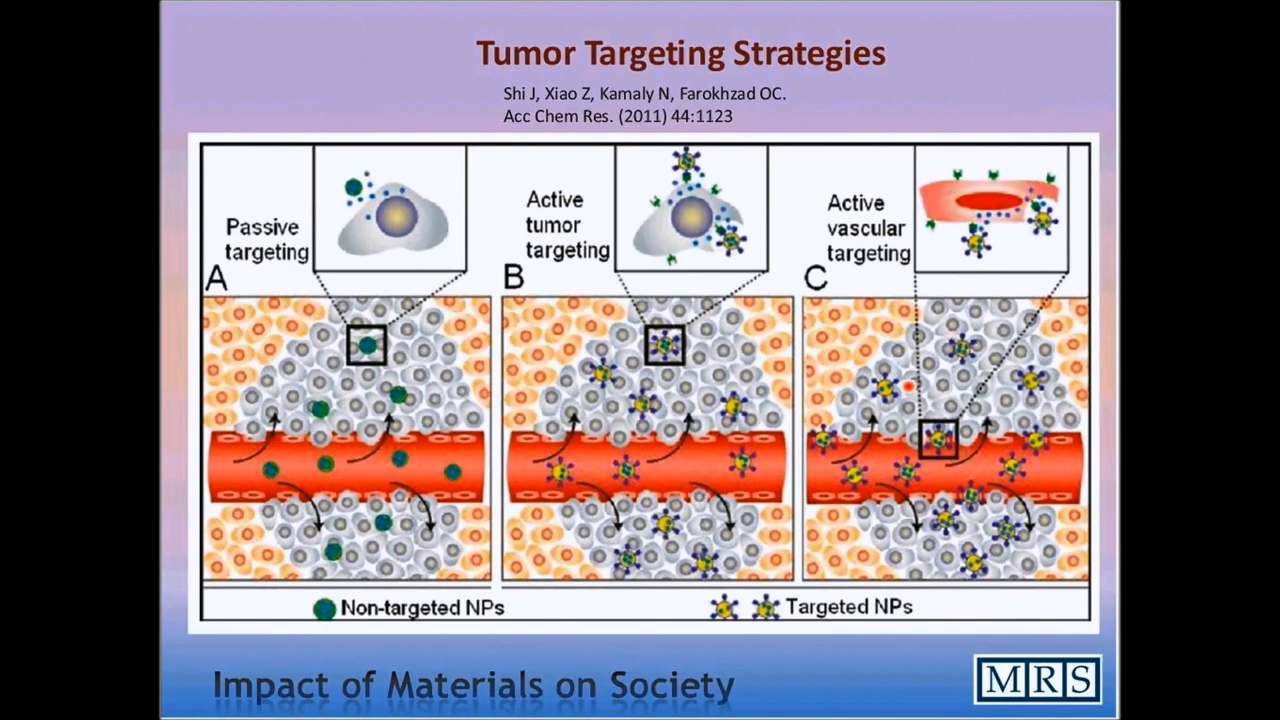 Tumor Targeting Strategies
Shi J, Xiao Z, Kamaly N, Farokhzad OC.
Acc Chem Res. (2011) 44:1123
Passive
targeting
A
Active
tumor
targeting
B
Active
vascular
targeting
C
Non-targeted NPs
Targeted NPs
Impact of Materials on Society
MRS